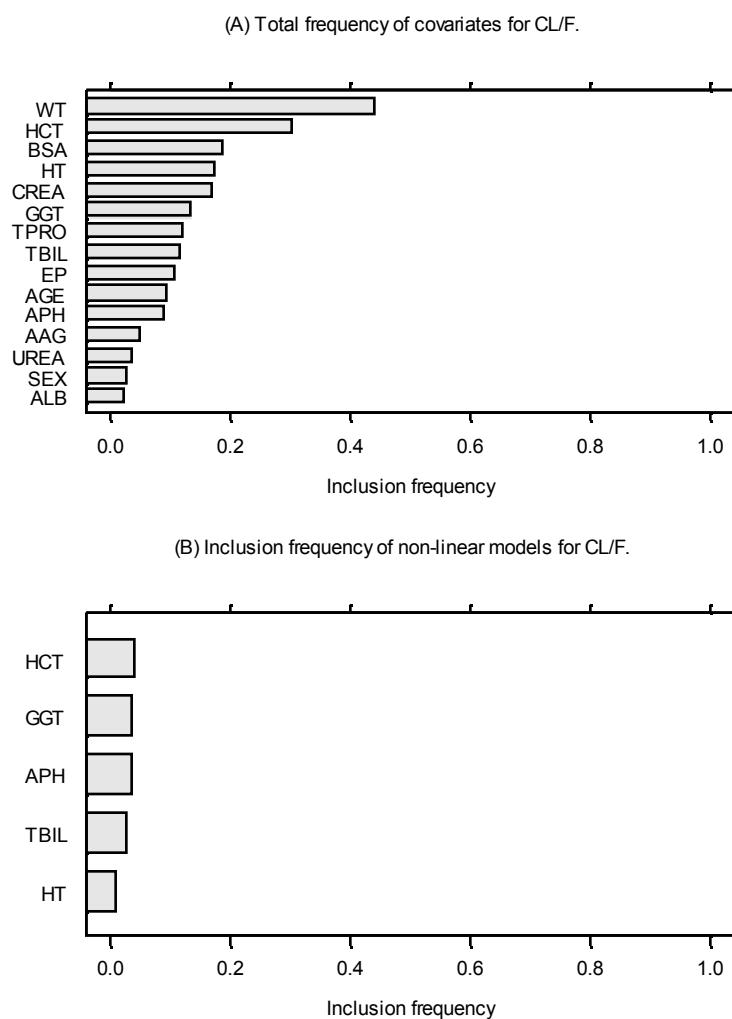 (A) Total frequency of covariates for CL/F.
WT
HCT
BSA
HT
CREA
GGT
TPRO
TBIL
EP
AGE
APH
AAG
UREA
SEX
ALB
0.0 0.2 0.4 0.6 0.8 1.0
Inclusion frequency
(B) Inclusion frequency of non-linear models for CL/F.
HCT
GGT
APH
TBIL
HT
0.0 0.2 0.4 0.6 0.8 1.0
Inclusion frequency